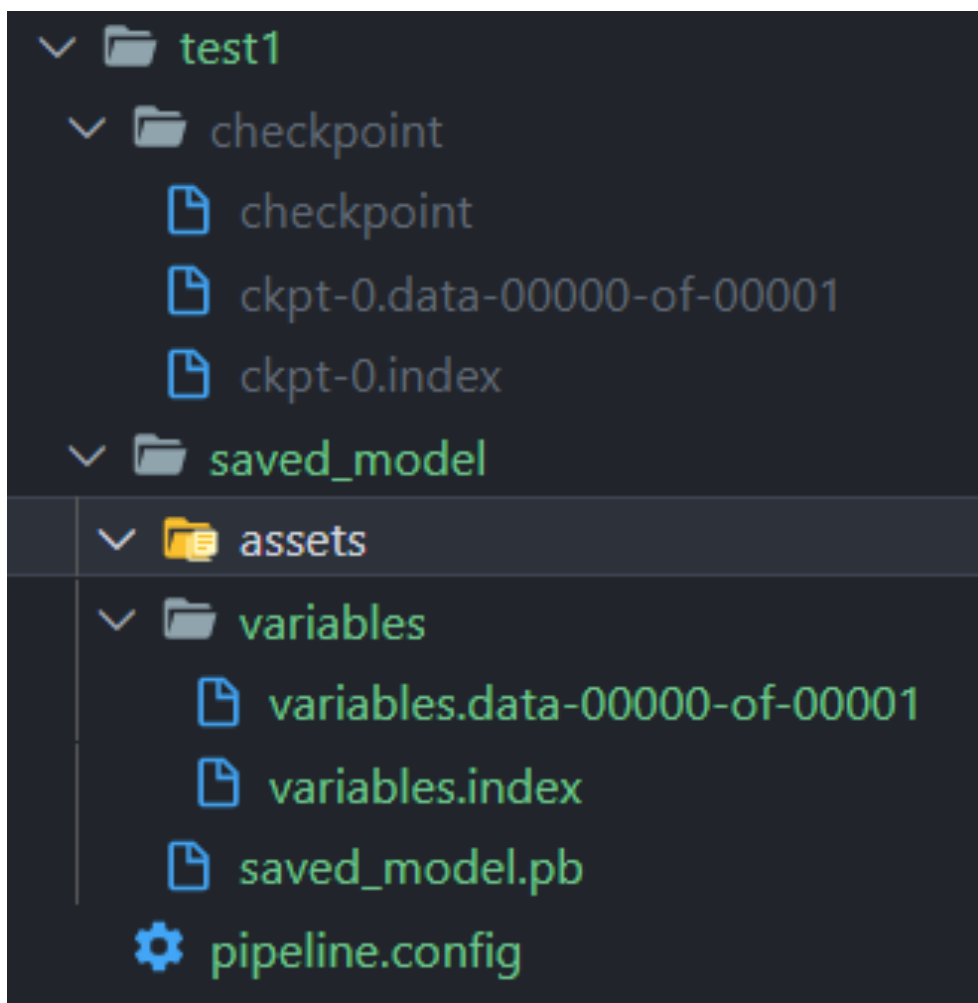 test1
checkpoint
checkpoint
ckpt-0.data-00000-of-00001
ckpt-0.index
saved_model
assets
variables
variables.data-00000-of-00001
variables.index
saved_model.pb
pipeline.config